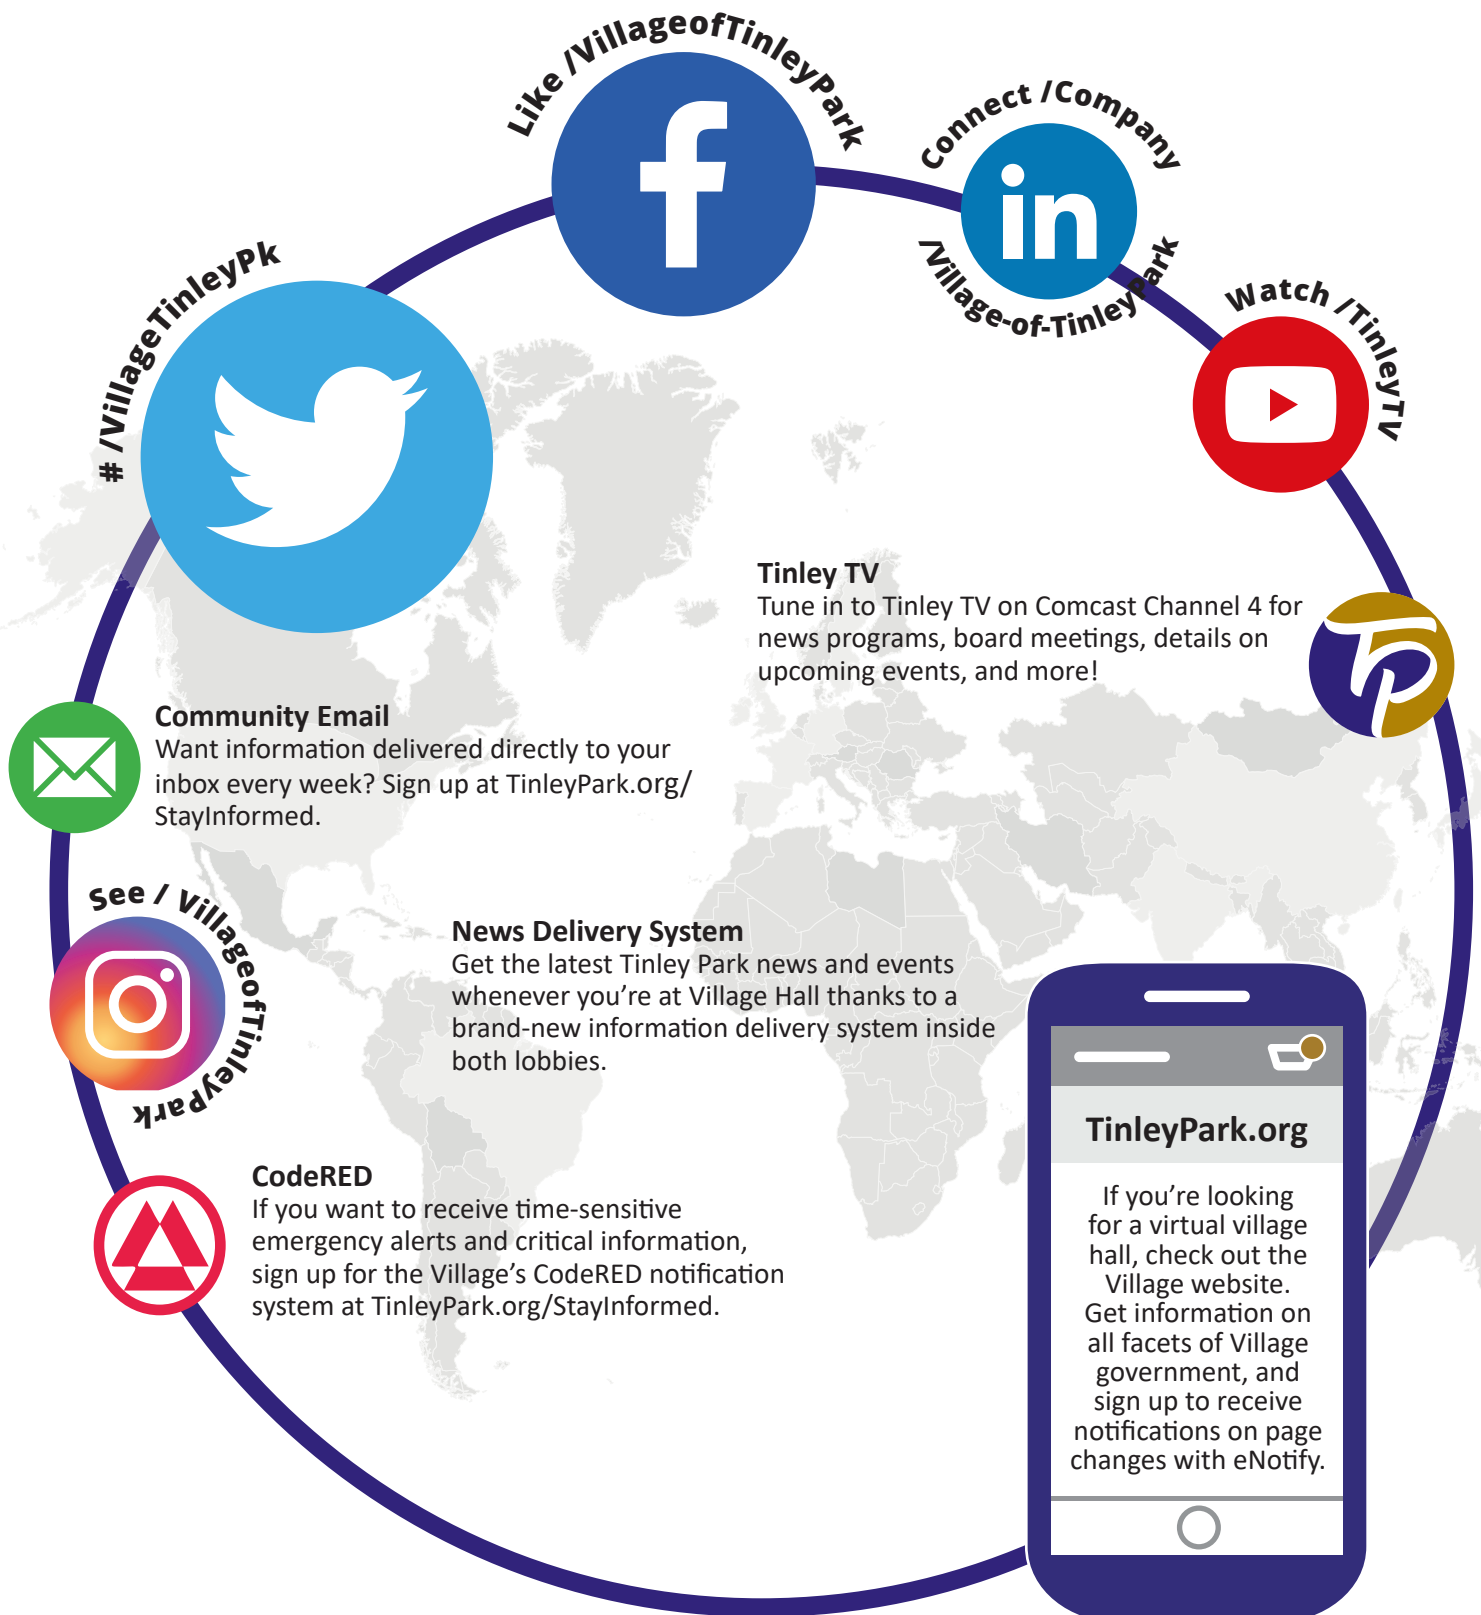 Like /VillageofTinleyPark
Connect /Company
/Village-of-TinleyPark
Watch /TinleyTV
# /VillageTinleyPk
Tinley TV
Tune in to Tinley TV on Comcast Channel 4 for
news programs, board meetings, details on
upcoming events, and more!
Community Email
Want information delivered directly to your
inbox every week? Sign up at TinleyPark.org/
StayInformed.
See / VillageofTinleyPark
News Delivery System
Get the latest Tinley Park news and events
whenever you’re at Village Hall thanks to a
brand-new information delivery system inside
both lobbies.
CodeRED
If you want to receive time-sensitive
emergency alerts and critical information,
sign up for the Village’s CodeRED notification
system at TinleyPark.org/StayInformed.
TinleyPark.org
If you’re looking
for a virtual village
hall, check out the
Village website.
Get information on
all facets of Village
government, and
sign up to receive
notifications on page
changes with eNotify.
f
in
TP